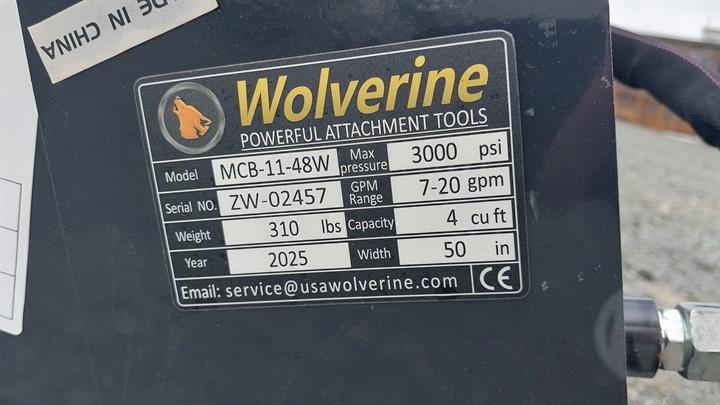 DE IN CHINA
Wolverine
POWERFUL ATTACHMENT TOOLS
Model MCB-11-48W Max pressure 3000 psi
Serial NO. ZW-02457 GPM Range 7-20 gpm
Weight 310 lbs Capacity 4 cu ft
Year 2025 Width 50 in
Email: service@usawolverine.com CE